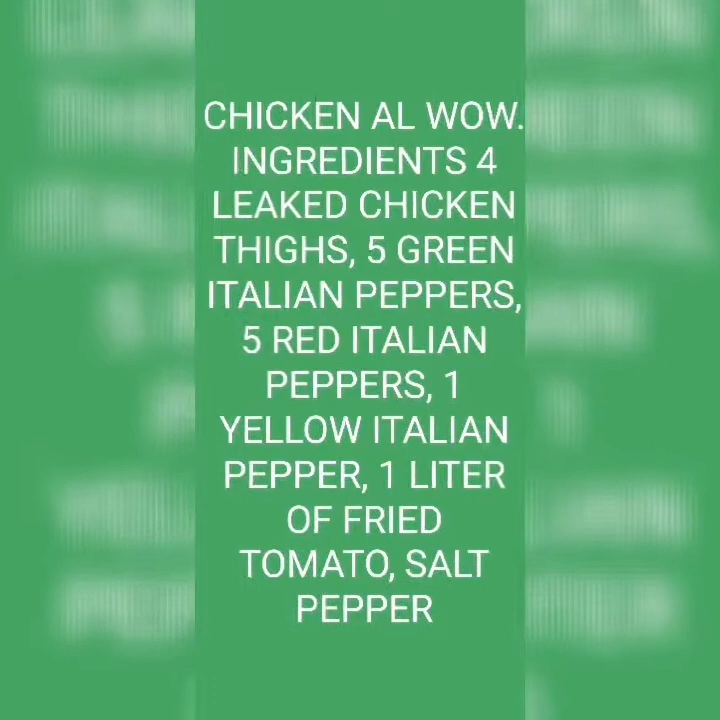 CHICKEN AL WOW.
INGREDIENTS 4
LEAKED CHICKEN
THIGHS, 5 GREEN
ITALIAN PEPPERS,
5 RED ITALIAN
PEPPERS, 1
YELLOW ITALIAN
PEPPER, 1 LITER
OF FRIED
TOMATO, SALT
PEPPER